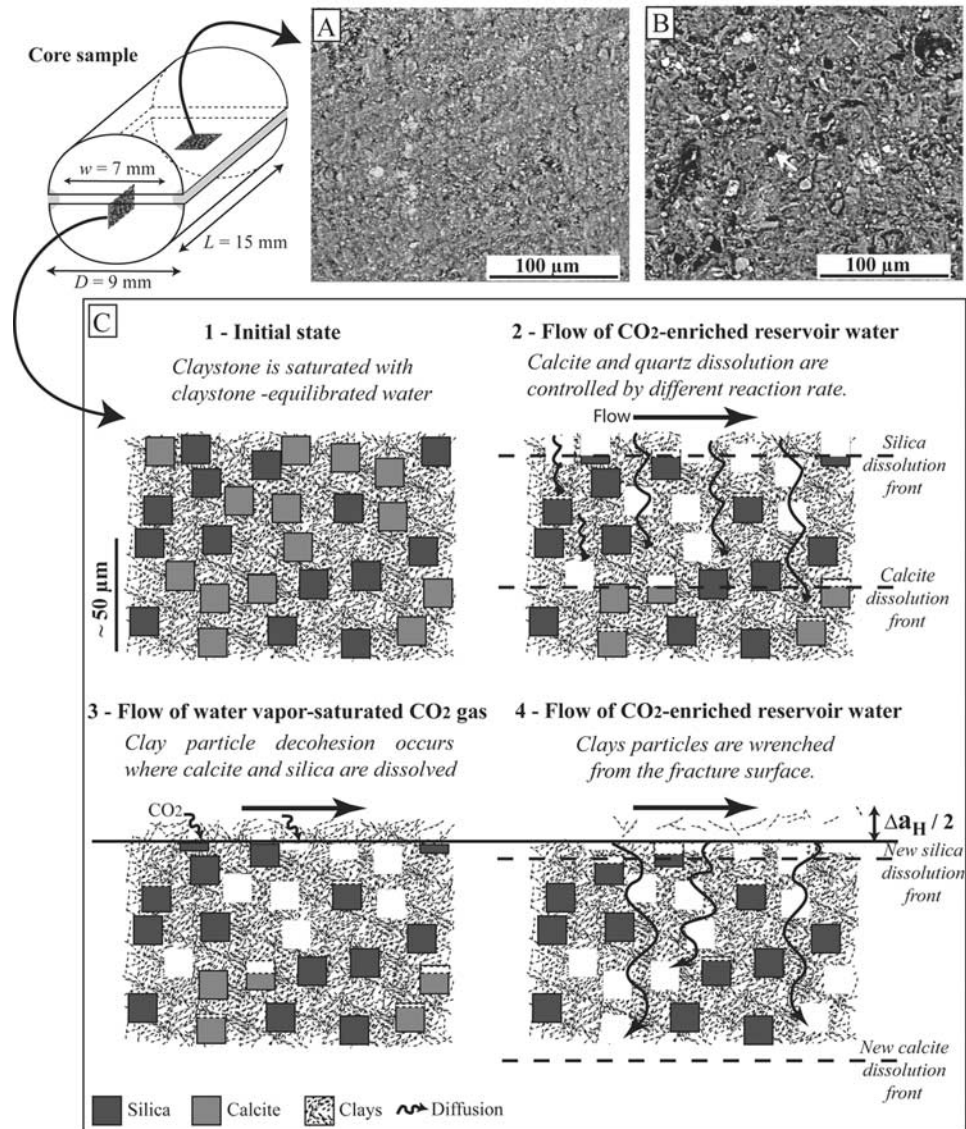 Core sample
w = 7 mm
L = 15 mm
D = 9 mm
A
100 µm
B
100 µm
C
1 - Initial state
Claystone is saturated with
claystone -equilibrated water
~ 50 µm
2 - Flow of CO2-enriched reservoir water
Calcite and quartz dissolution are
controlled by different reaction rate.
Flow
Silica
dissolution
front
Calcite
dissolution
front
3 - Flow of water vapor-saturated CO2 gas
Clay particle decohesion occurs
where calcite and silica are dissolved
CO2
4 - Flow of CO2-enriched reservoir water
Clays particles are wrenched
from the fracture surface.
ΔaH / 2
New silica
dissolution
front
New calcite
dissolution
front
Silica
Calcite
Clays
Diffusion